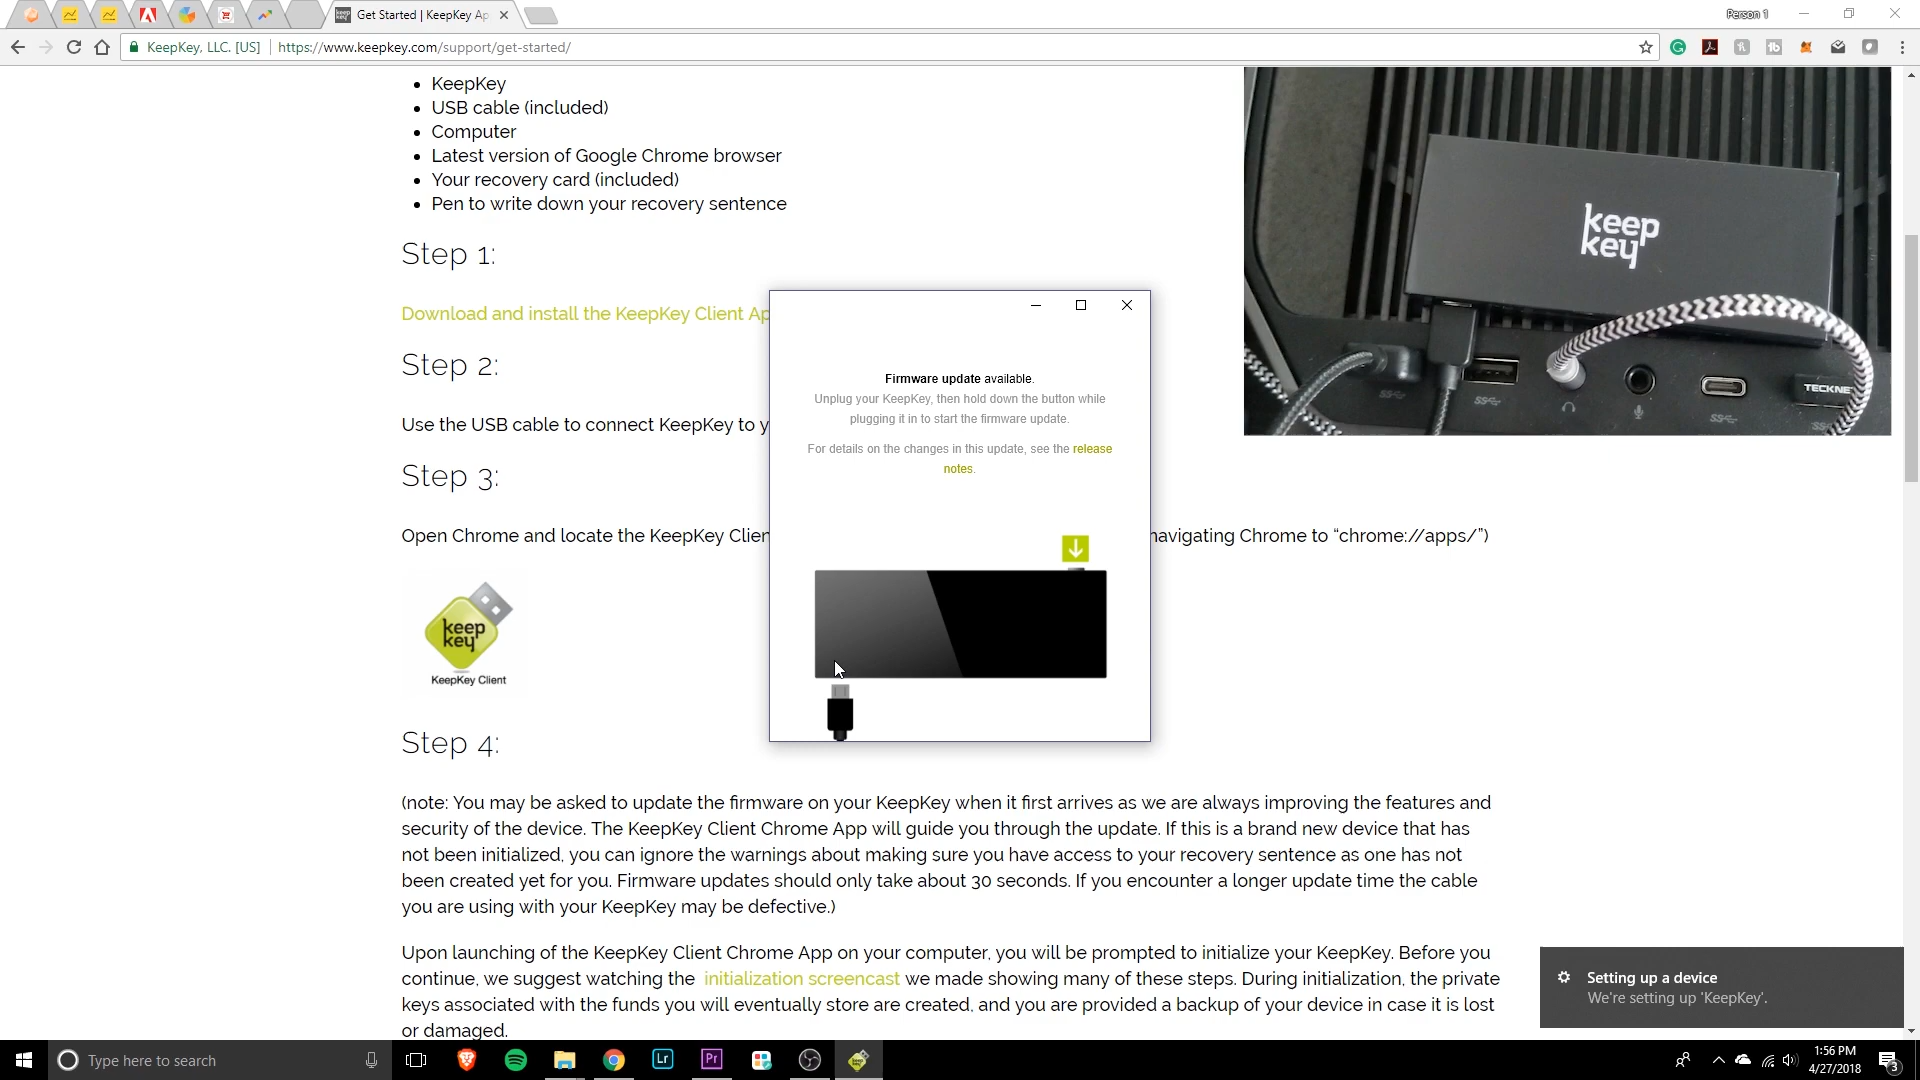 Get Started | KeepKey Ap
Person 1
KeepKey, LLC. [US]
https://www.keepkey.com/support/get-started/
KeepKey
USB cable (included)
Computer
Latest version of Google Chrome browser
Your recovery card (included)
Pen to write down your recovery sentence
keep
key
TECKNE
Step 1:
Download and install the KeepKey Client Ap
Step 2:
Use the USB cable to connect KeepKey to y
Step 3:
Open Chrome and locate the KeepKey Clien
navigating Chrome to “chrome://apps/”)
Firmware update available.
Unplug your KeepKey, then hold down the button while
plugging it in to start the firmware update.
For details on the changes in this update, see the release
notes.
keep
key
KeepKey Client
Step 4:
(note: You may be asked to update the firmware on your KeepKey when it first arrives as we are always improving the features and
security of the device. The KeepKey Client Chrome App will guide you through the update. If this is a brand new device that has
not been initialized, you can ignore the warnings about making sure you have access to your recovery sentence as one has not
been created yet for you. Firmware updates should only take about 30 seconds. If you encounter a longer update time the cable
you are using with your KeepKey may be defective.)
Upon launching of the KeepKey Client Chrome App on your computer, you will be prompted to initialize your KeepKey. Before you
continue, we suggest watching the initialization screencast we made showing many of these steps. During initialization, the private
keys associated with the funds you will eventually store are created, and you are provided a backup of your device in case it is lost
or damaged.
Setting up a device
We're setting up 'KeepKey'.
Type here to search
Lr
Pr
1:56 PM
4/27/2018
3